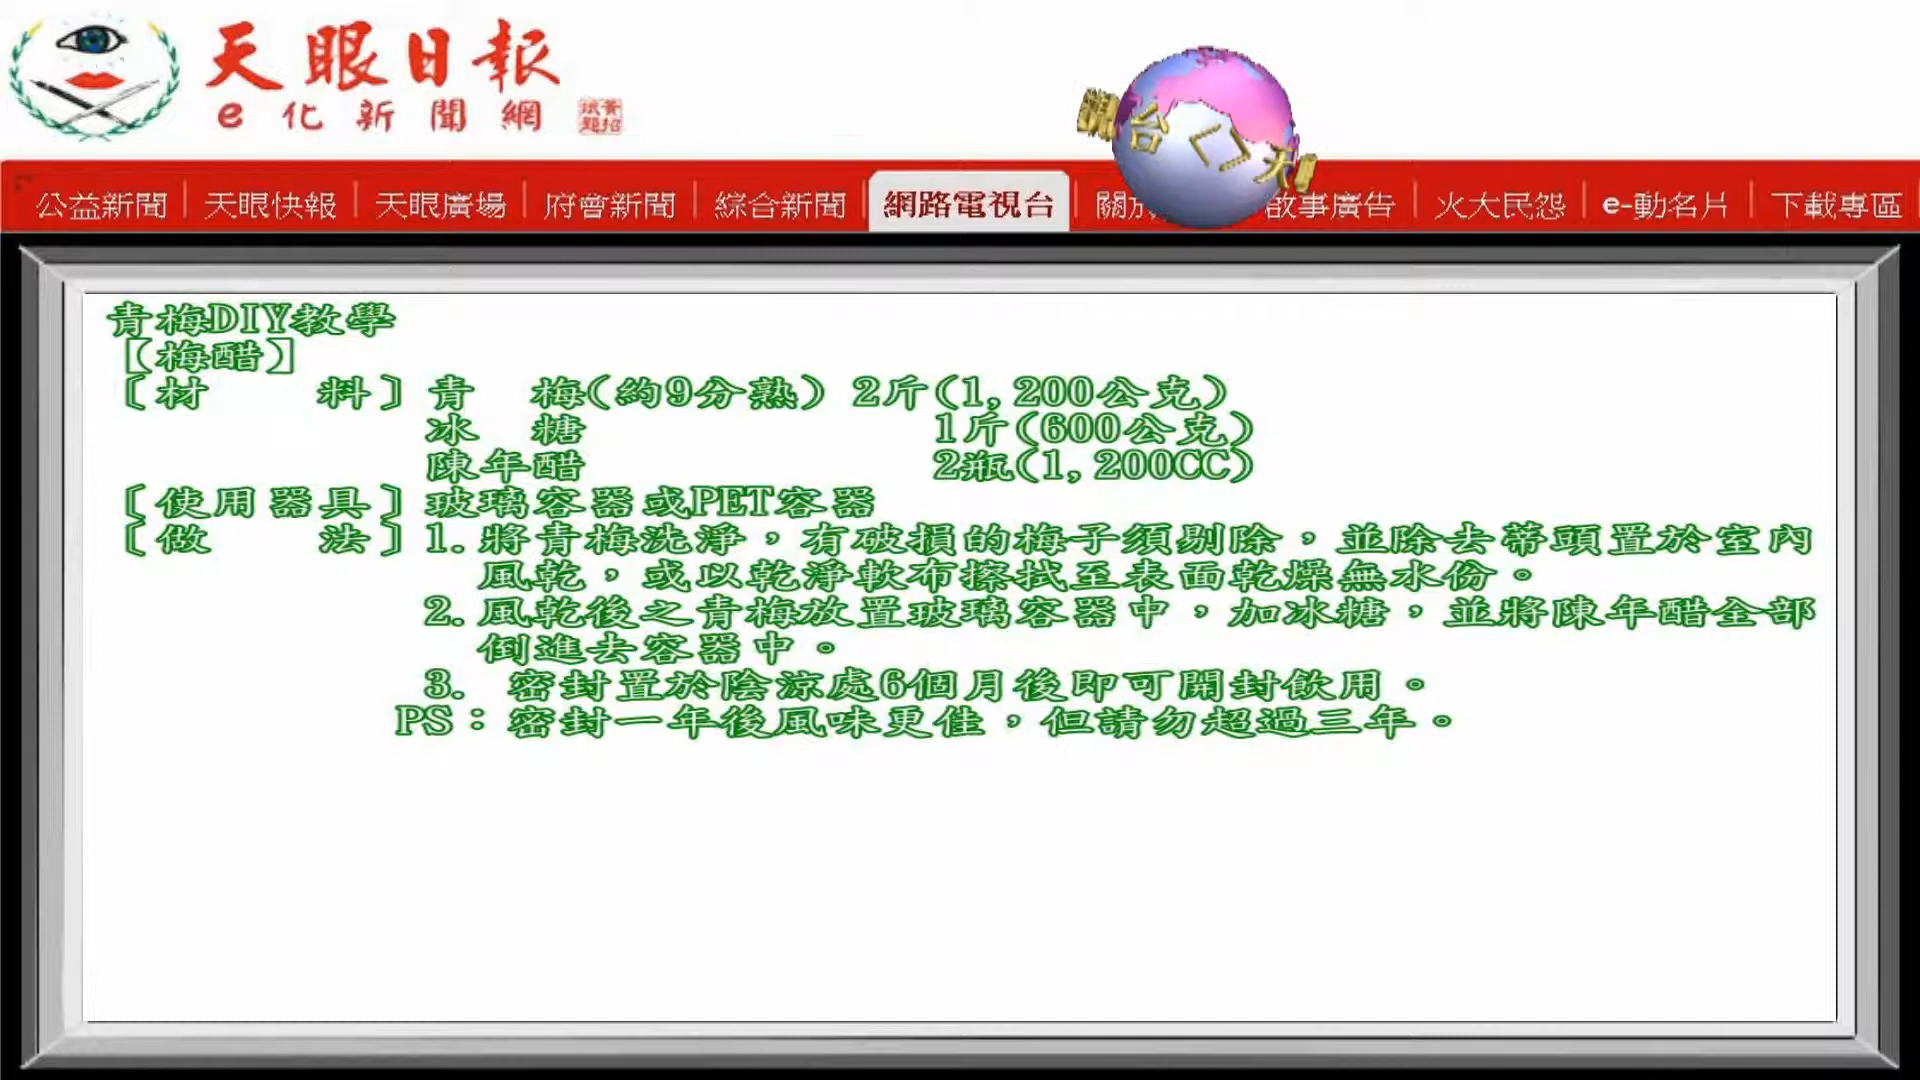 天眼日報
e化新聞網
公益新聞 天眼快報 天眼廣場 府會新聞 綜合新聞 網路電視台 啟事廣告 火大民怨 e-動名片 下載專區
青梅DIY教學
【梅醋】
〔材　　料〕青　梅(約9分熟) 2斤(1,200公克)
冰　糖 1斤(600公克)
陳年醋 2瓶(1,200CC)
〔使用器具〕玻璃容器或PET容器
〔做　　法〕1.將青梅洗淨，有破損的梅子須剔除，並除去蒂頭置於室內
風乾，或以乾淨軟布擦拭至表面乾燥無水份。
2.風乾後之青梅放置玻璃容器中，加冰糖，並將陳年醋全部
倒進去容器中。
3. 密封置於陰涼處6個月後即可開封飲用。
PS：密封一年後風味更佳，但請勿超過三年。